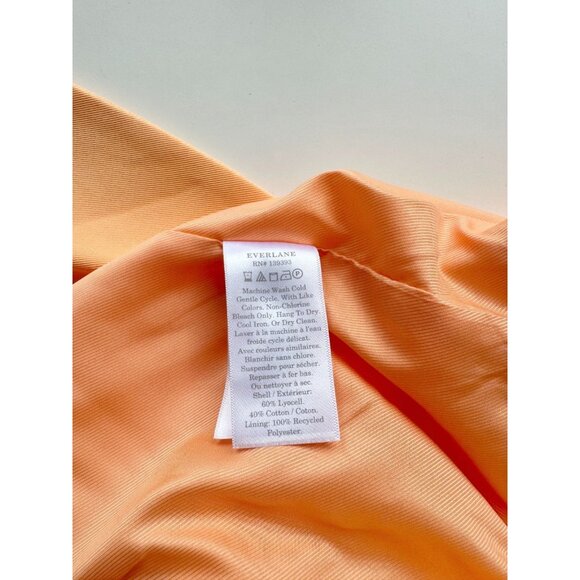 EVERLANE
RN# 139393
Machine Wash Cold
Gentle Cycle. With Like
Colors. Non-Chlorine
Bleach Only. Hang To Dry
Cool Iron. Or Dry Clean.
Laver à la machine à l'eau
froide cycle délicat.
Avec couleurs similaires.
Blanchir sans chlore.
Suspendre pour sécher.
Repasser à fer bas.
Ou nettoyer à sec.
Shell / Extérieur:
60% Lyocell.
40% Cotton / Coton.
Lining: 100% Recycled
Polyester.